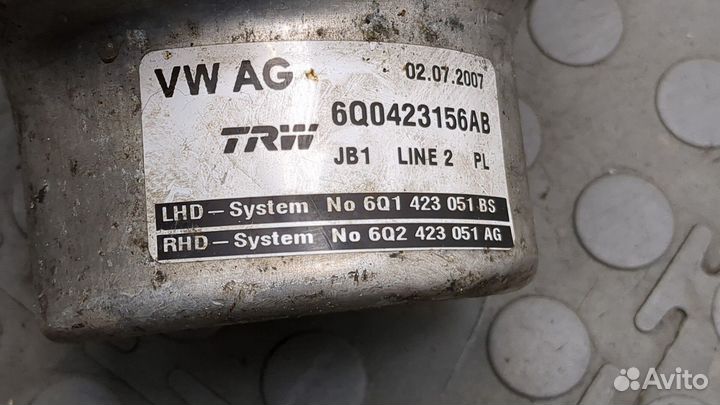 VW AG 02.07.2007
TRW 6Q0423156AB
JB1 LINE 2 PL
LHD - System No 6Q1 423 051 BS
RHD - System No 6Q2 423 051 AG
Avito